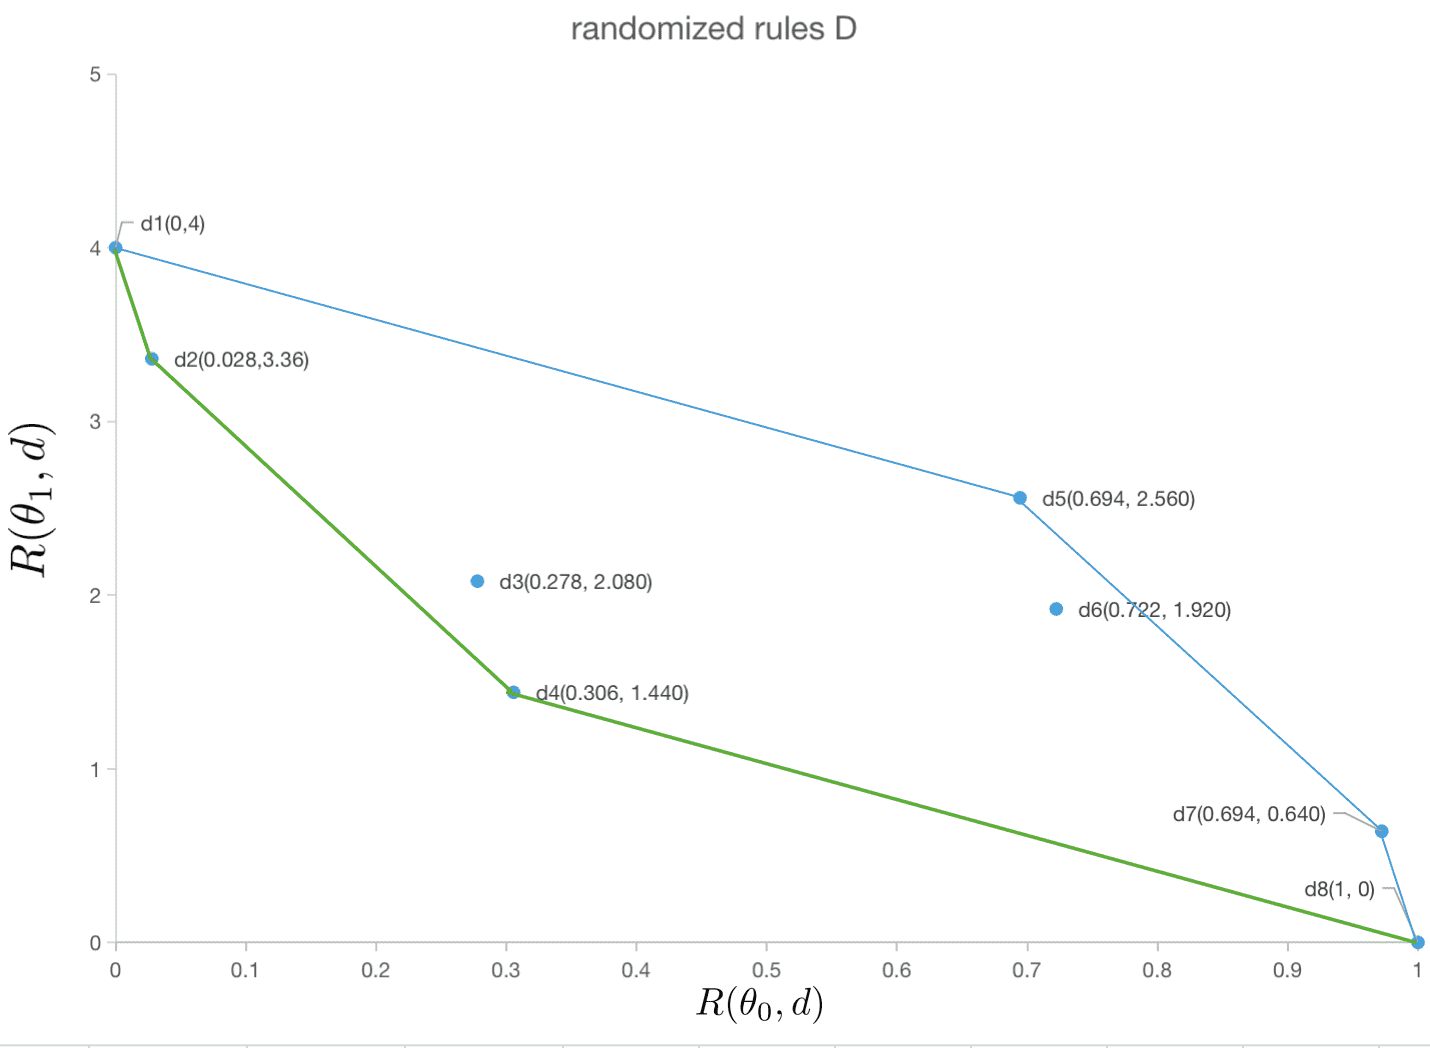 randomized rules D
5
d1(0,4)
4
d2(0.028,3.36)
3
R(θ₁, d)
d5(0.694, 2.560)
d3(0.278, 2.080)
2
d6(0.722, 1.920)
d4(0.306, 1.440)
1
d7(0.694, 0.640)
d8(1, 0)
0
0 0.1 0.2 0.3 0.4 0.5 0.6 0.7 0.8 0.9 1
R(θ₀, d)